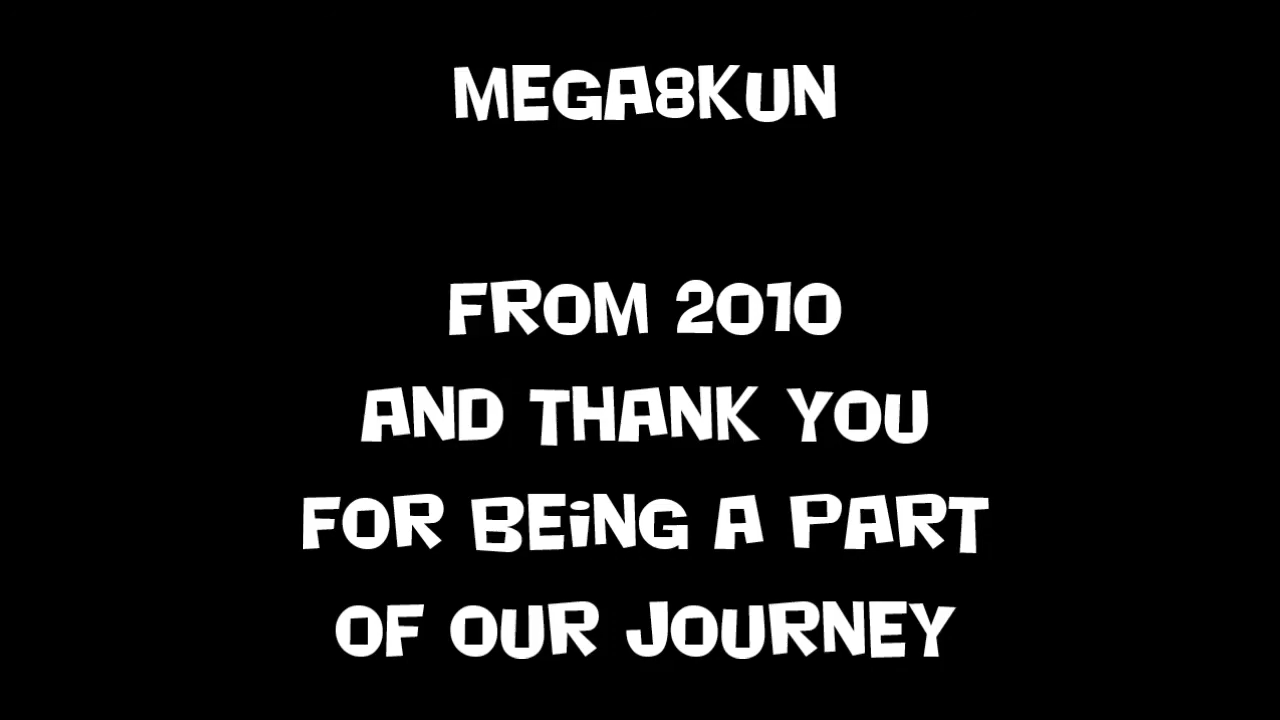 MEGA8KUN
FROM 2010
AND THANK YOU
FOR BEiNG A PART
OF OUR JOURNEY